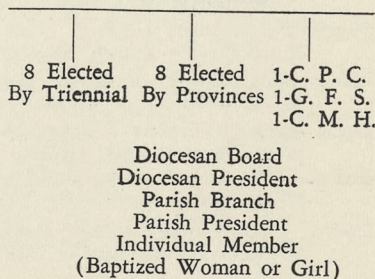 8 Elected 8 Elected 1-C. P. C.
By Triennial By Provinces 1-G. F. S.
1-C. M. H.
Diocesan Board
Diocesan President
Parish Branch
Parish President
Individual Member
(Baptized Woman or Girl)